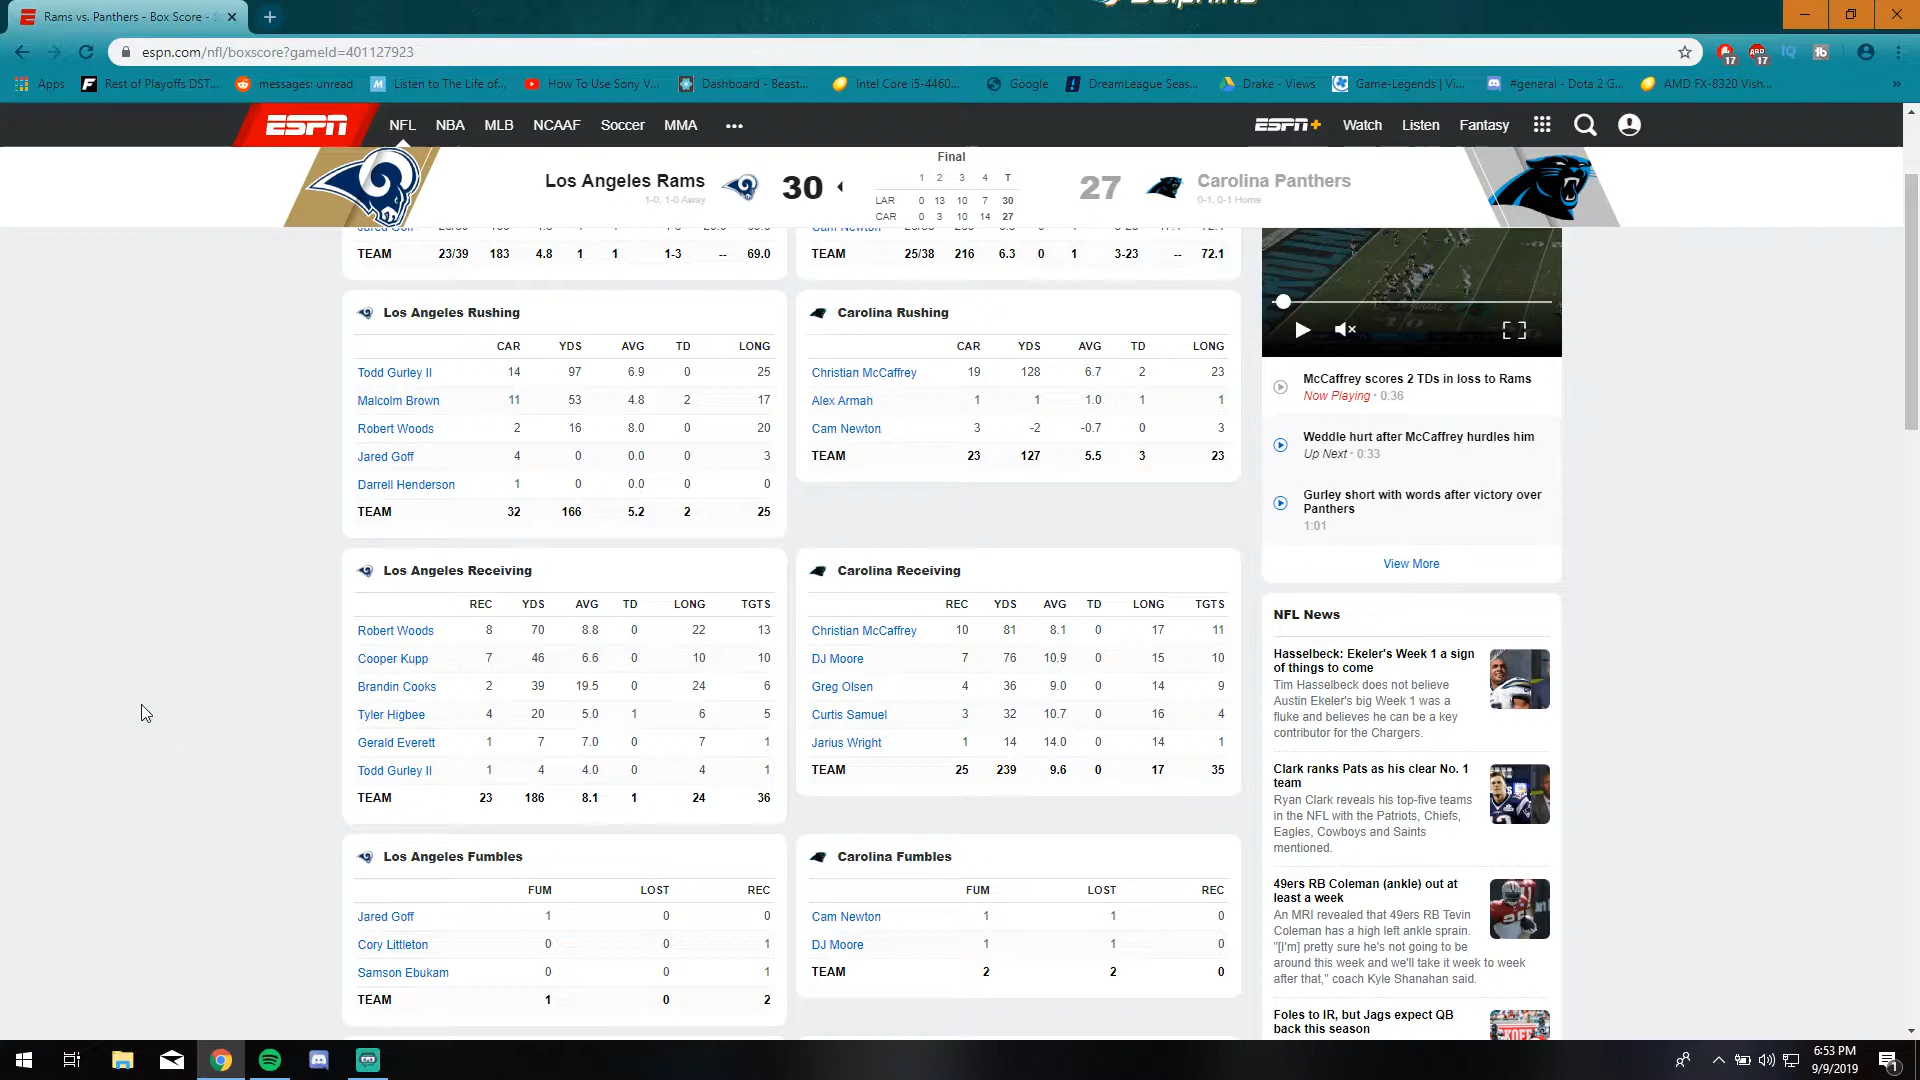 Dolphins
Rams vs. Panthers - Box Score -
espn.com/nfl/boxscore?gameId=401127923
17 ABP 17 IQ
Apps Rest of Playoffs DST... messages: unread Listen to The Life of... How To Use Sony V... Dashboard - Beast... Intel Core i5-4460... Google DreamLeague Seas... Drake - Views Game-Legends | Vi... #general - Dota 2 G... AMD FX-8320 Vish... »
ESPN NFL NBA MLB NCAAF Soccer MMA ••• ESPN+ Watch Listen Fantasy
Final
Los Angeles Rams 30 1 2 3 4 T 27 Carolina Panthers
1-0, 1-0 Away LAR 0 13 10 7 30 0-1, 0-1 Home
CAR 0 3 10 14 27
TEAM 23/39 183 4.8 1 1 1-3 -- 69.0
TEAM 25/38 216 6.3 0 1 3-23 -- 72.1
Los Angeles Rushing
CAR YDS AVG TD LONG
Todd Gurley II 14 97 6.9 0 25
Malcolm Brown 11 53 4.8 2 17
Robert Woods 2 16 8.0 0 20
Jared Goff 4 0 0.0 0 3
Darrell Henderson 1 0 0.0 0 0
TEAM 32 166 5.2 2 25
Carolina Rushing
CAR YDS AVG TD LONG
Christian McCaffrey 19 128 6.7 2 23
Alex Armah 1 1 1.0 1 1
Cam Newton 3 -2 -0.7 0 3
TEAM 23 127 5.5 3 23
Los Angeles Receiving
REC YDS AVG TD LONG TGTS
Robert Woods 8 70 8.8 0 22 13
Cooper Kupp 7 46 6.6 0 10 10
Brandin Cooks 2 39 19.5 0 24 6
Tyler Higbee 4 20 5.0 1 6 5
Gerald Everett 1 7 7.0 0 7 1
Todd Gurley II 1 4 4.0 0 4 1
TEAM 23 186 8.1 1 24 36
Carolina Receiving
REC YDS AVG TD LONG TGTS
Christian McCaffrey 10 81 8.1 0 17 11
DJ Moore 7 76 10.9 0 15 10
Greg Olsen 4 36 9.0 0 14 9
Curtis Samuel 3 32 10.7 0 16 4
Jarius Wright 1 14 14.0 0 14 1
TEAM 25 239 9.6 0 17 35
Los Angeles Fumbles
FUM LOST REC
Jared Goff 1 0 0
Cory Littleton 0 0 1
Samson Ebukam 0 0 1
TEAM 1 0 2
Carolina Fumbles
FUM LOST REC
Cam Newton 1 1 0
DJ Moore 1 1 0
TEAM 2 2 0
McCaffrey scores 2 TDs in loss to Rams
Now Playing · 0:36
Weddle hurt after McCaffrey hurdles him
Up Next · 0:33
Gurley short with words after victory over
Panthers
1:01
View More
NFL News
Hasselbeck: Ekeler's Week 1 a sign
of things to come
Tim Hasselbeck does not believe
Austin Ekeler's big Week 1 was a
fluke and believes he can be a key
contributor for the Chargers.
Clark ranks Pats as his clear No. 1
team
Ryan Clark reveals his top-five teams
in the NFL with the Patriots, Chiefs,
Eagles, Cowboys and Saints
mentioned.
49ers RB Coleman (ankle) out at
least a week
An MRI revealed that 49ers RB Tevin
Coleman has a high left ankle sprain.
"[I'm] pretty sure he's not going to be
around this week and we'll take it week to week
after that," coach Kyle Shanahan said.
Foles to IR, but Jags expect QB
back this season
6:53 PM
9/9/2019
1